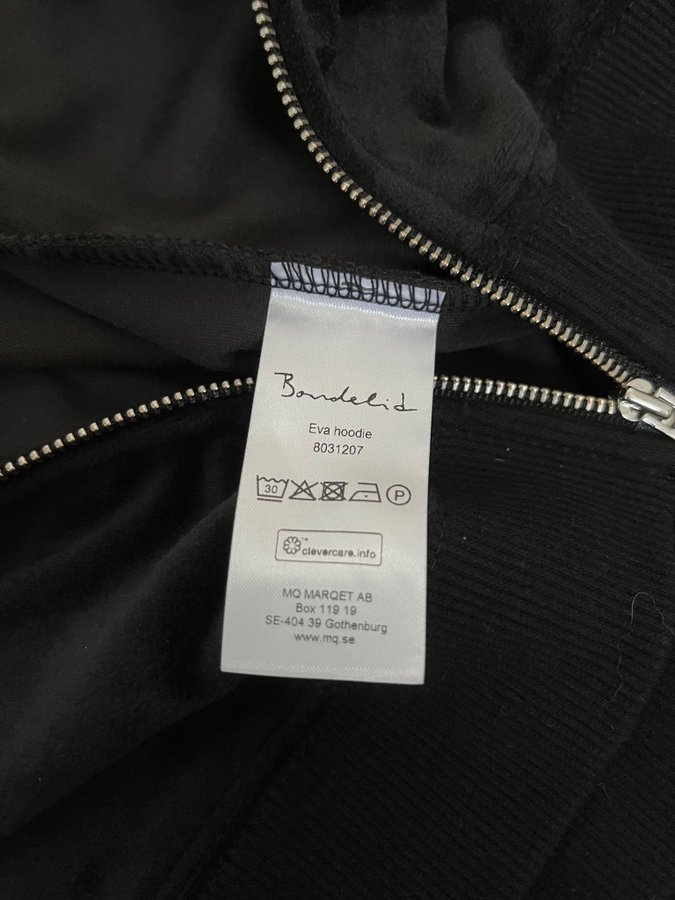 Bondelid
Eva hoodie
8031207
30 P
™ clevercare.info
MQ MARQET AB
Box 119 19
SE-404 39 Gothenburg
www.mq.se